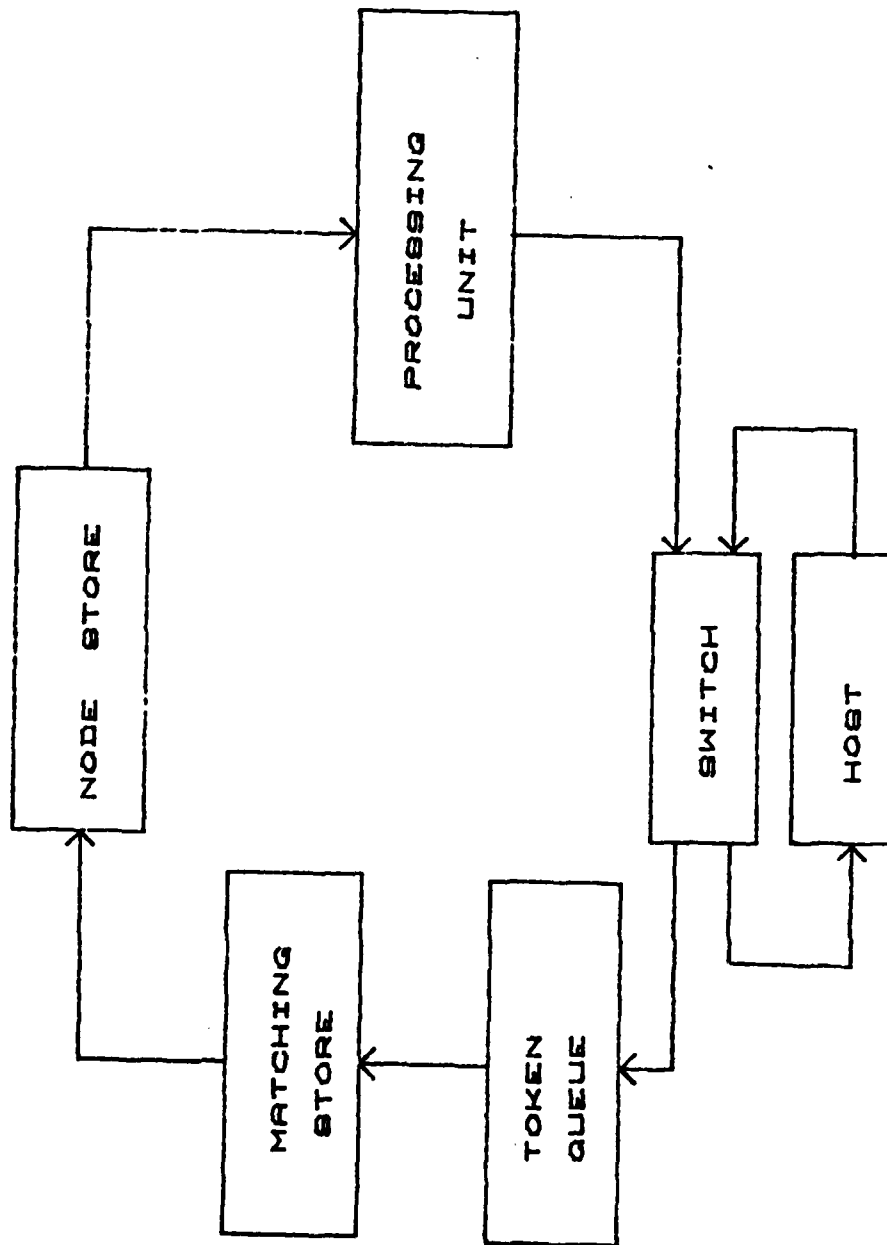 NODE STORE
PROCESSING
UNIT
MATCHING
STORE
TOKEN
QUEUE
SWITCH
HOST